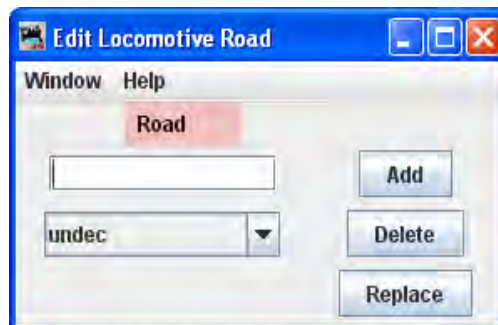 Edit Locomotive Road
Window Help
Road
Add
undec Delete
Replace